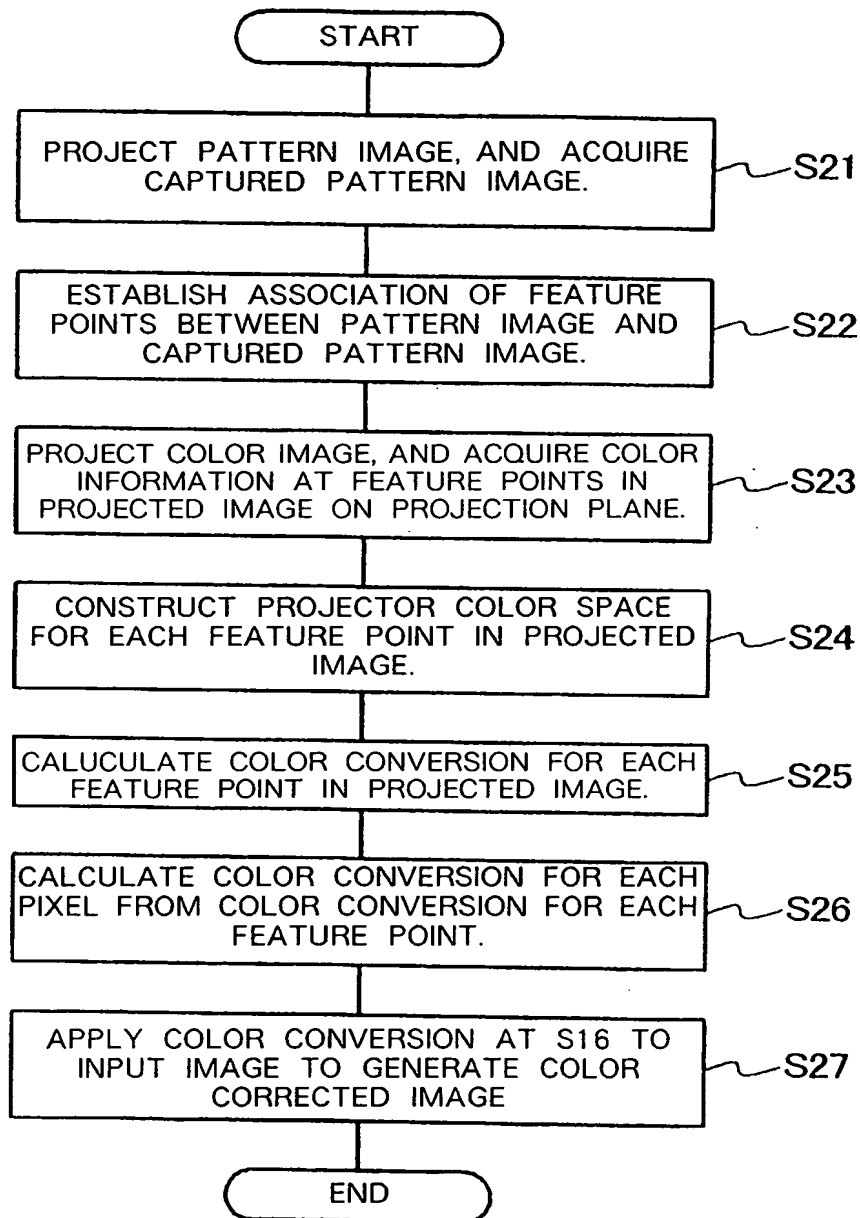 START
PROJECT PATTERN IMAGE, AND ACQUIRE
CAPTURED PATTERN IMAGE.
S21
ESTABLISH ASSOCIATION OF FEATURE
POINTS BETWEEN PATTERN IMAGE AND
CAPTURED PATTERN IMAGE.
S22
PROJECT COLOR IMAGE, AND ACQUIRE COLOR
INFORMATION AT FEATURE POINTS IN
PROJECTED IMAGE ON PROJECTION PLANE.
S23
CONSTRUCT PROJECTOR COLOR SPACE
FOR EACH FEATURE POINT IN PROJECTED
IMAGE.
S24
CALUCULATE COLOR CONVERSION FOR EACH
FEATURE POINT IN PROJECTED IMAGE.
S25
CALCULATE COLOR CONVERSION FOR EACH
PIXEL FROM COLOR CONVERSION FOR EACH
FEATURE POINT.
S26
APPLY COLOR CONVERSION AT S16 TO
INPUT IMAGE TO GENERATE COLOR
CORRECTED IMAGE
S27
END